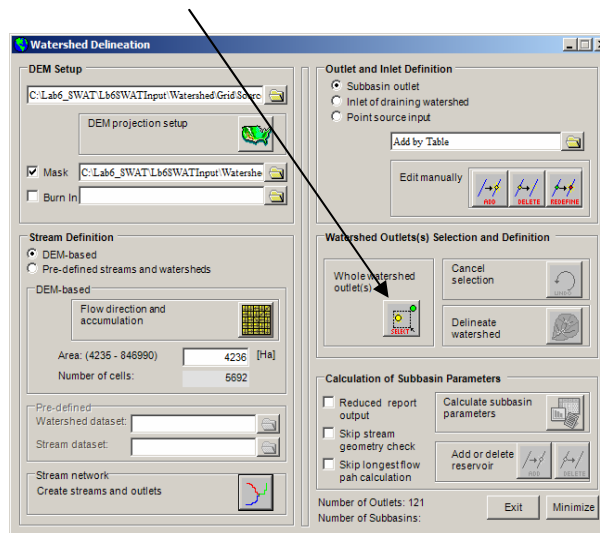 Watershed Delineation
DEM Setup
C:\Lab6_SWAT\Lb6SWATInput\Watershed\Grid\Source
DEM projection setup
Mask C:\Lab6_SWAT\Lb6SWATInput\Watershe
Burn In
Stream Definition
DEM-based
Pre-defined streams and watersheds
DEM-based
Flow direction and
accumulation
Area: (4235 - 846990) 4236 [Ha]
Number of cells: 5692
Pre-defined
Watershed dataset:
Stream dataset:
Stream network
Create streams and outlets
Outlet and Inlet Definition
Subbasin outlet
Inlet of draining watershed
Point source input
Add by Table
Edit manually
ADD DELETE REDEFINE
Watershed Outlets(s) Selection and Definition
Whole watershed
outlet(s)
SELECT
Cancel
selection
UNDO
Delineate
watershed
Calculation of Subbasin Parameters
Reduced report
output
Skip stream
geometry check
Skip longest flow
pah calculation
Calculate subbasin
parameters
Add or delete
reservoir
ADD DELETE
Number of Outlets: 121
Number of Subbasins:
Exit Minimize